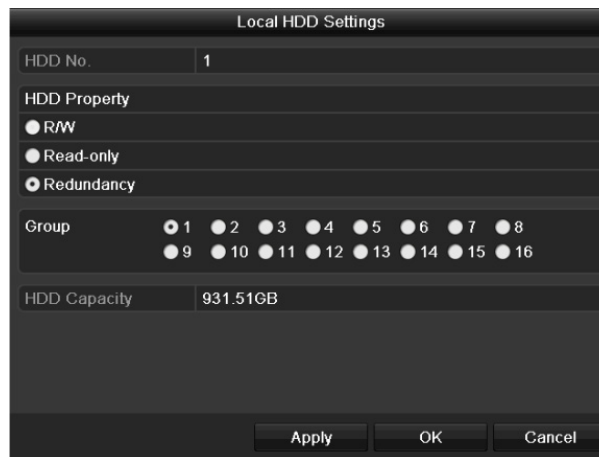 Local HDD Settings
HDD No. 1
HDD Property
R/W
Read-only
Redundancy
Group 1 2 3 4 5 6 7 8
9 10 11 12 13 14 15 16
HDD Capacity 931.51GB
Apply OK Cancel